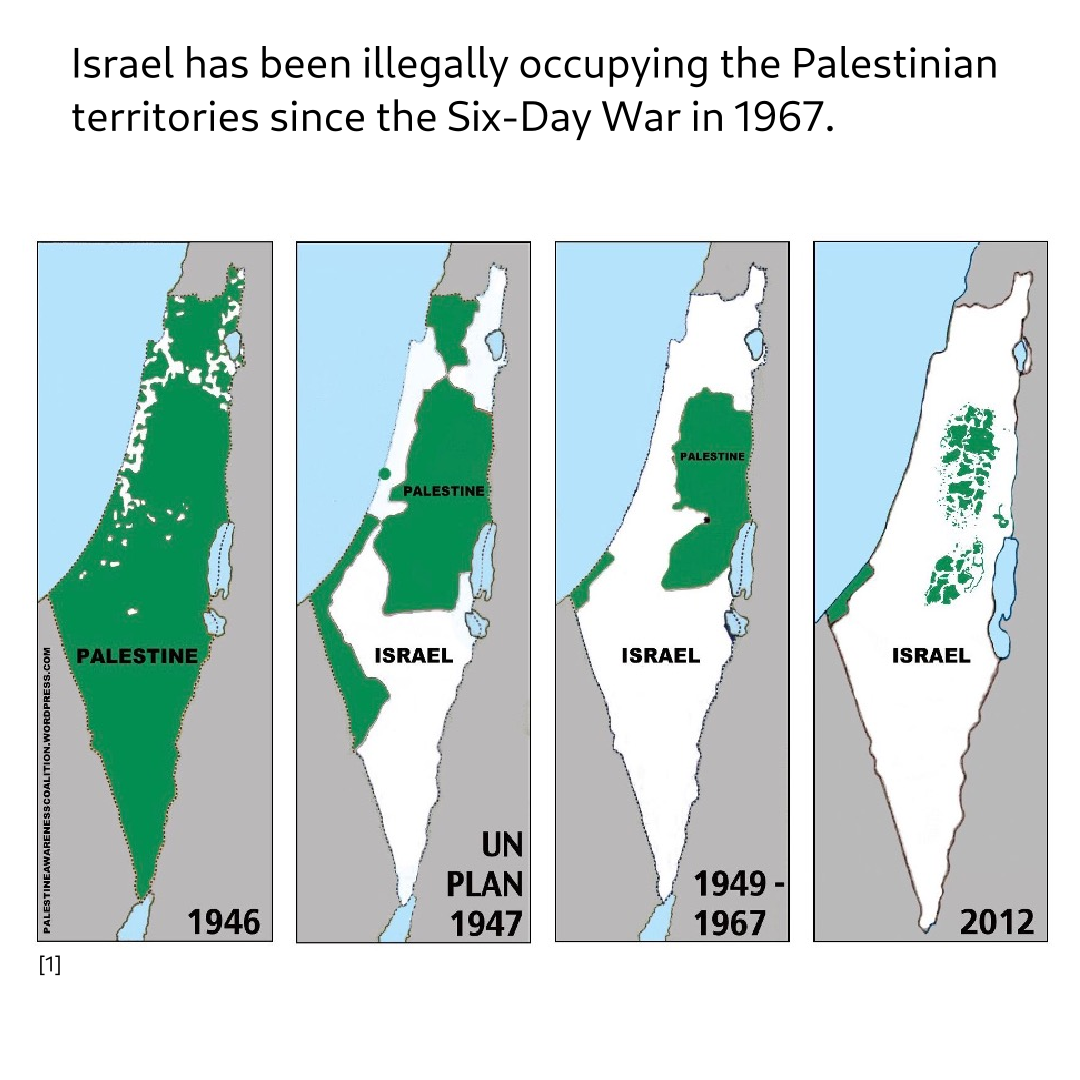 Israel has been illegally occupying the Palestinian
territories since the Six-Day War in 1967.
PALESTINE
PALESTINEAWARENESSCOALITION.WORDPRESS.COM
1946
PALESTINE
ISRAEL
UN
PLAN
1947
PALESTINE
ISRAEL
1949 -
1967
ISRAEL
2012
[1]